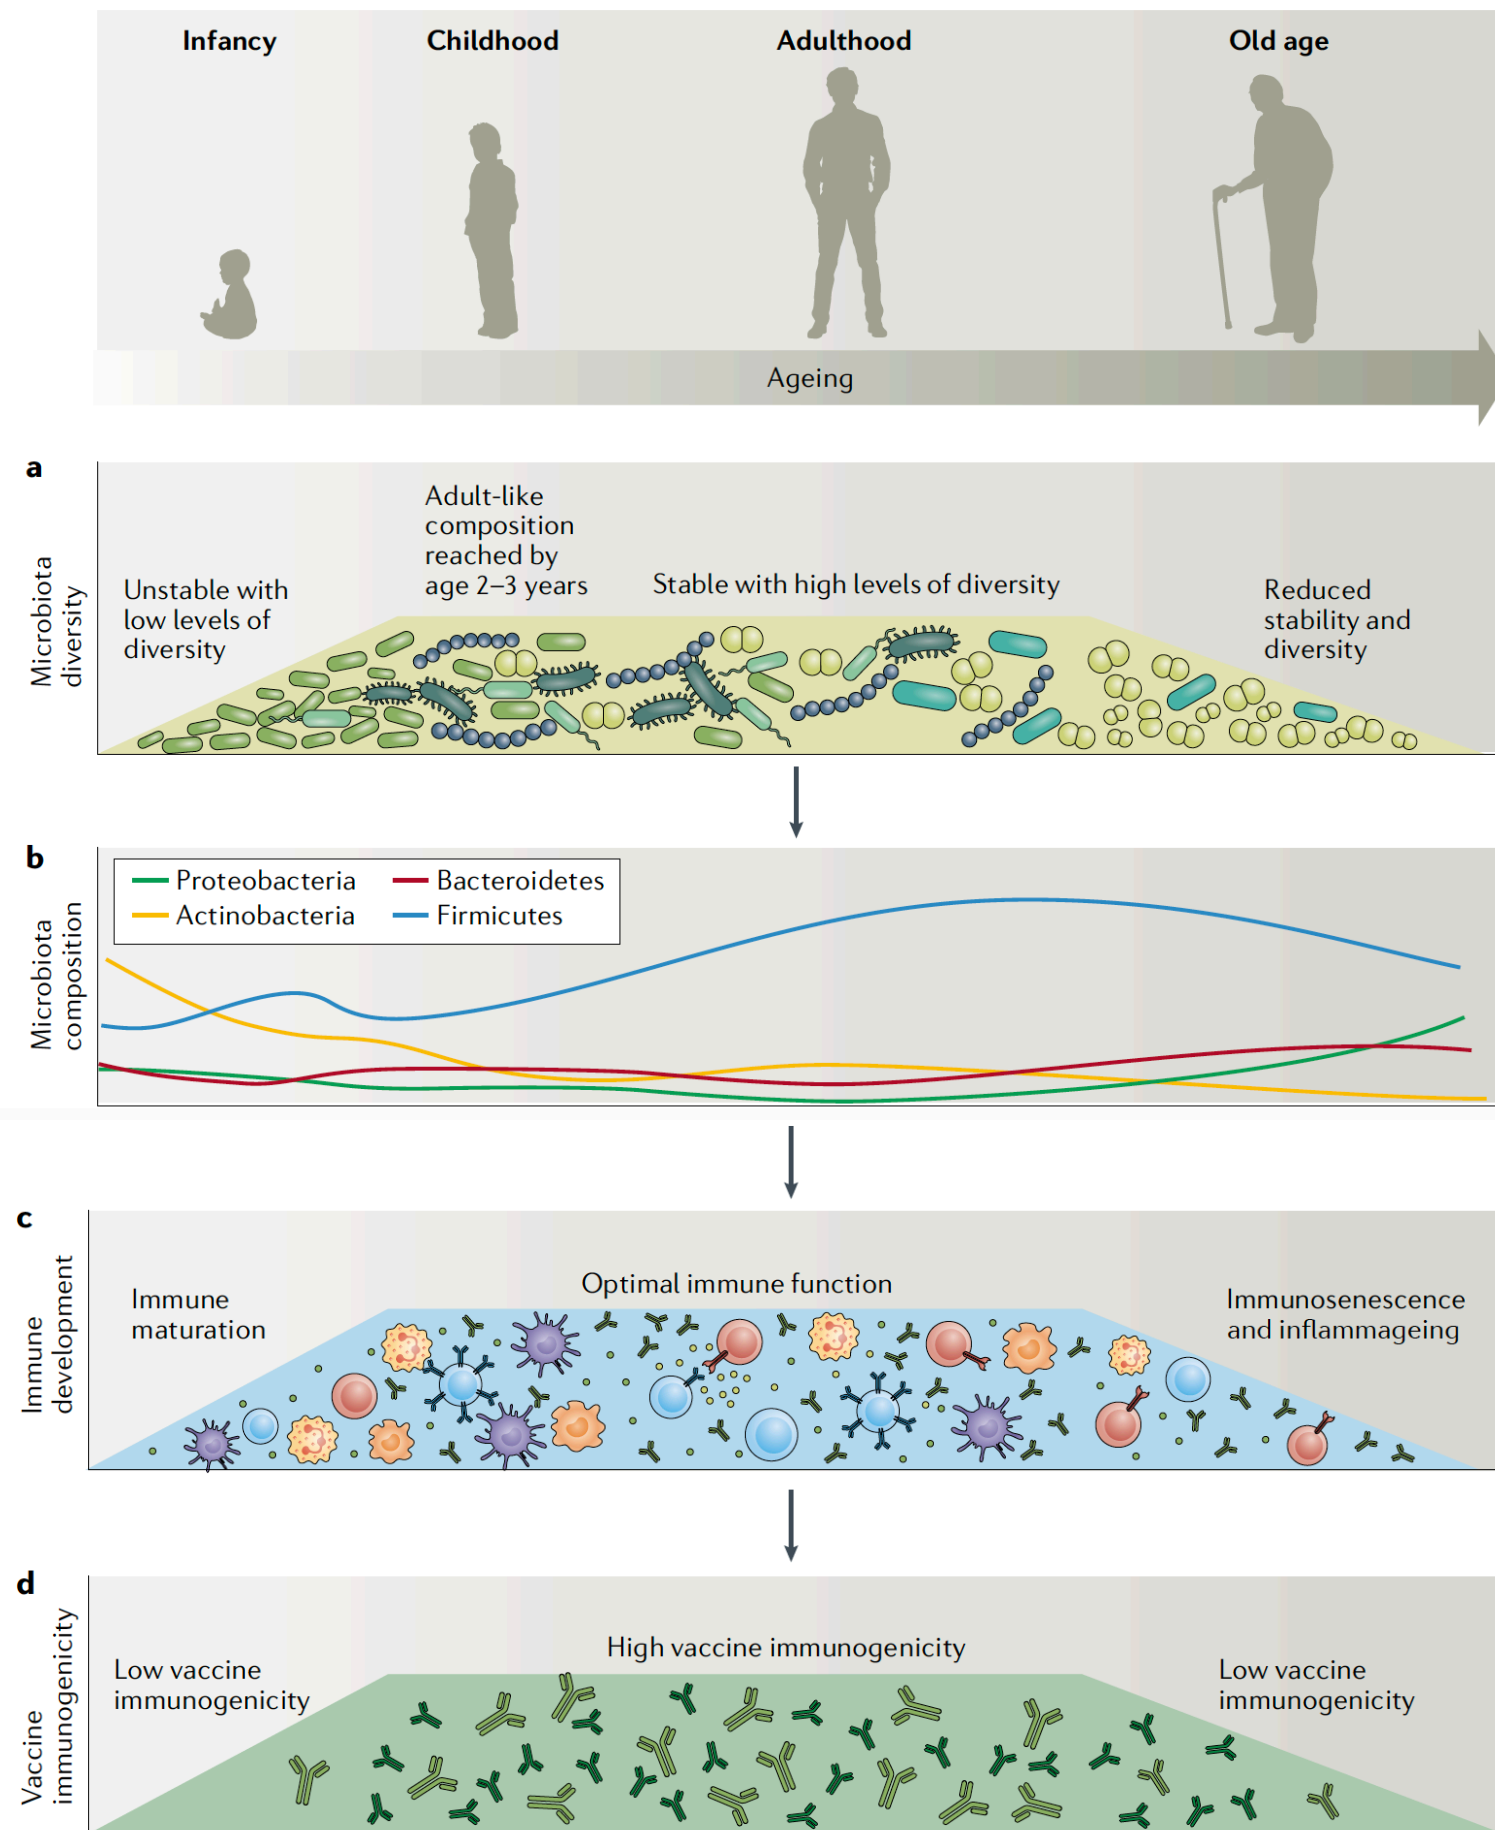 Infancy
Childhood
Adulthood
Old age
Ageing
a
Microbiota
diversity
Unstable with
low levels of
diversity
Adult-like
composition
reached by
age 2–3 years
Stable with high levels of diversity
Reduced
stability and
diversity
b
Microbiota
composition
Proteobacteria
Actinobacteria
Bacteroidetes
Firmicutes
c
Immune
development
Immune
maturation
Optimal immune function
Immunosenescence
and inflammageing
d
Vaccine
immunogenicity
Low vaccine
immunogenicity
High vaccine immunogenicity
Low vaccine
immunogenicity